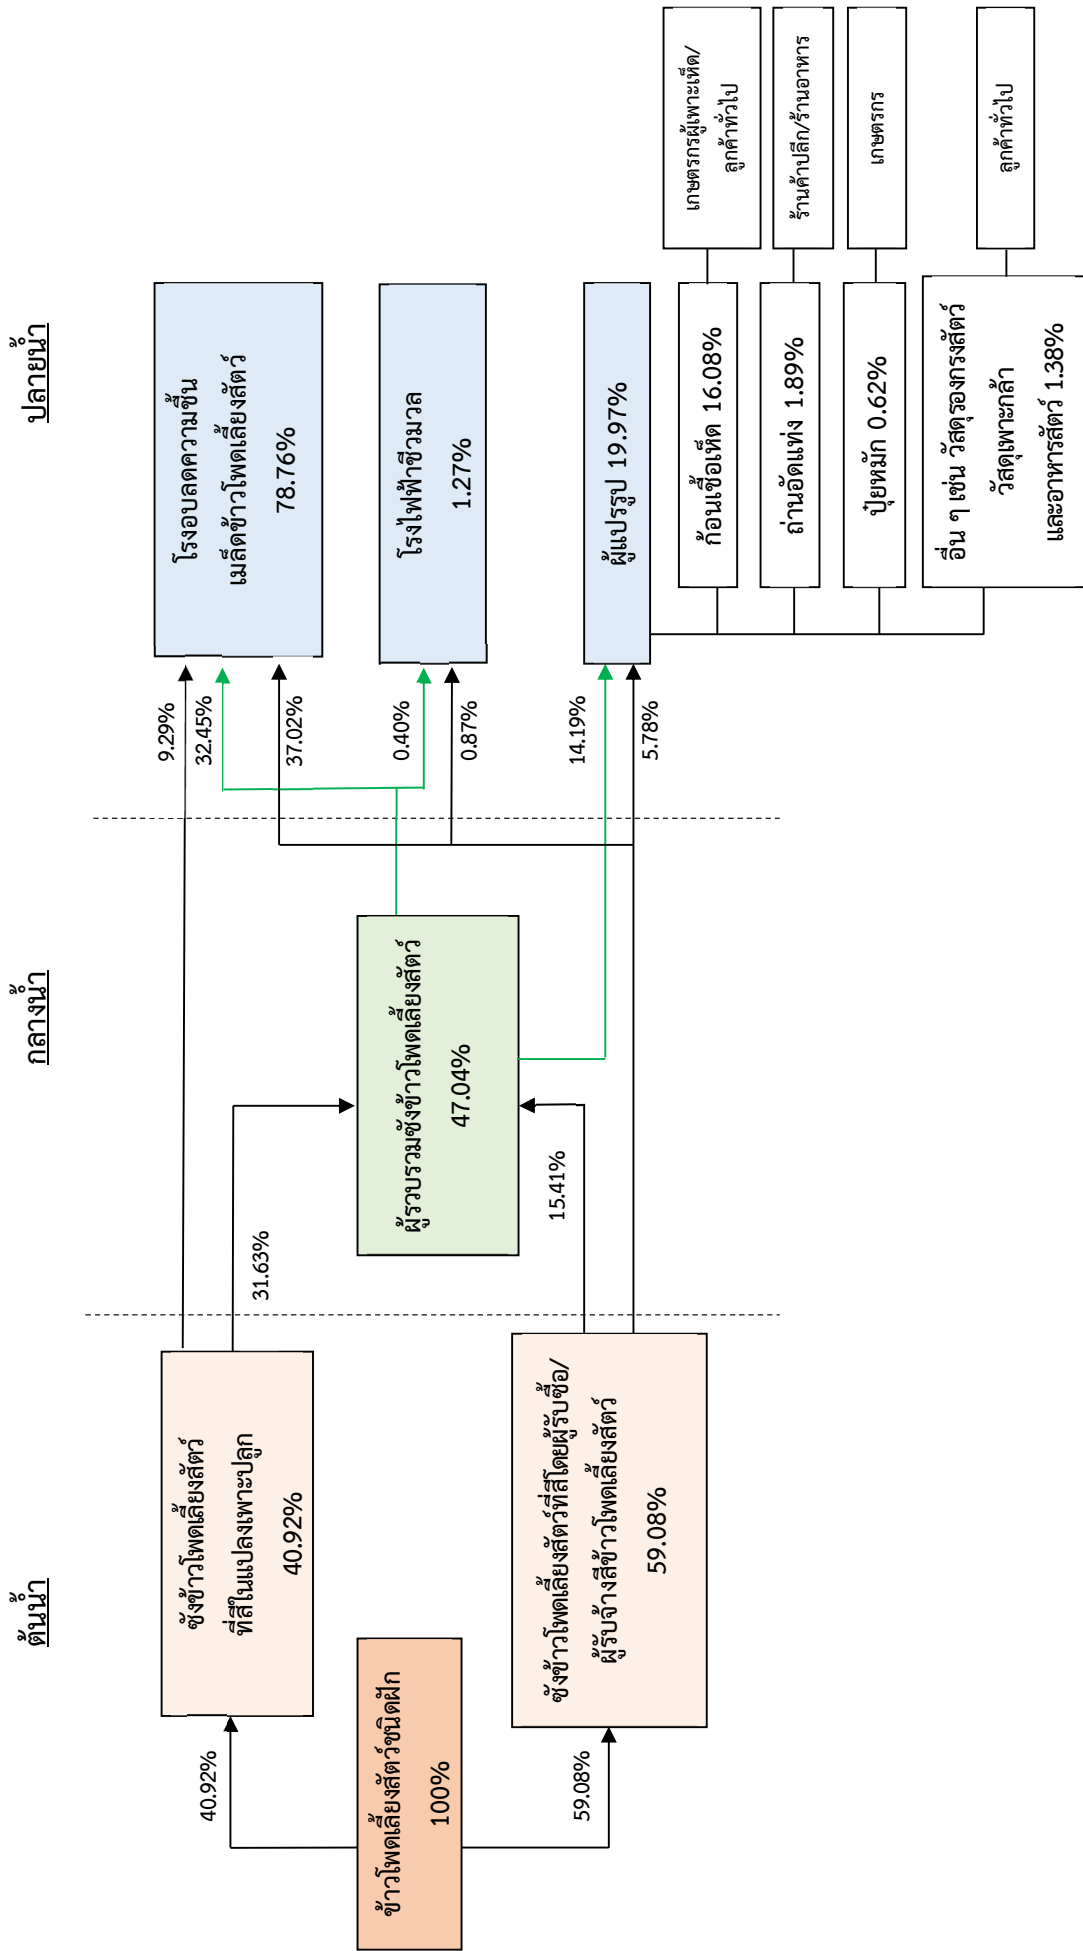 ต้นน้ำ
กลางน้ำ
ปลายน้ำ
ข้าวโพดเลี้ยงสัตว์ชนิดฝัก
100%
40.92%
59.08%
ซังข้าวโพดเลี้ยงสัตว์
ที่สีในแปลงเพาะปลูก
40.92%
ซังข้าวโพดเลี้ยงสัตว์ที่สีโดยผู้รับซื้อ/
ผู้รับจ้างสีข้าวโพดเลี้ยงสัตว์
59.08%
31.63%
15.41%
ผู้รวบรวมซังข้าวโพดเลี้ยงสัตว์
47.04%
9.29%
32.45%
37.02%
0.40%
0.87%
14.19%
5.78%
โรงอบลดความชื้น
เมล็ดข้าวโพดเลี้ยงสัตว์
78.76%
โรงไฟฟ้าชีวมวล
1.27%
ผู้แปรรูป 19.97%
ก้อนเชื้อเห็ด 16.08%
เกษตรกรผู้เพาะเห็ด/
ลูกค้าทั่วไป
ถ่านอัดแท่ง 1.89%
ร้านค้าปลีก/ร้านอาหาร
ปุ๋ยหมัก 0.62%
เกษตรกร
อื่น ๆ เช่น วัสดุรองกรงสัตว์
วัสดุเพาะกล้า
และอาหารสัตว์ 1.38%
ลูกค้าทั่วไป